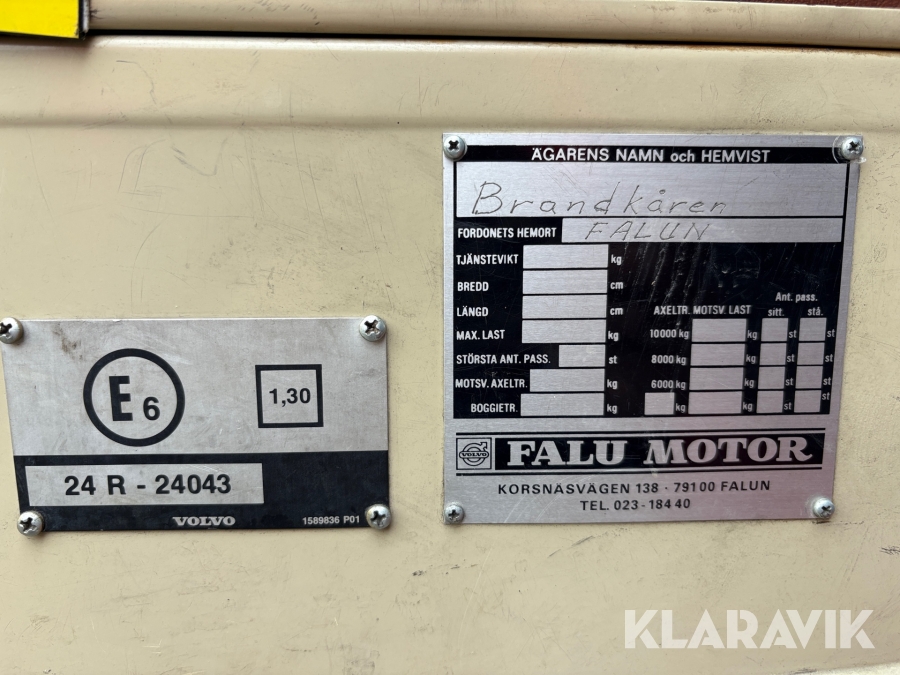 E6
1,30
24 R - 24043
VOLVO 1589836 P01
ÄGARENS NAMN och HEMVIST
Brandkåren
FORDONETS HEMORT FALUN
TJÄNSTEVIKT kg
BREDD cm
LÄNGD cm
MAX. LAST kg
STÖRSTA ANT. PASS. st
MOTSV. AXELTR. kg
BOGGIETR. kg
Ant. pass.
AXELTR. MOTSV. LAST sitt. stå.
10000 kg kg st st
8000 kg kg st st
6000 kg kg st st
kg kg st st
VOLVO FALU MOTOR
KORSNÄSVÄGEN 138 · 79100 FALUN
TEL. 023 - 184 40
KLARAVIK